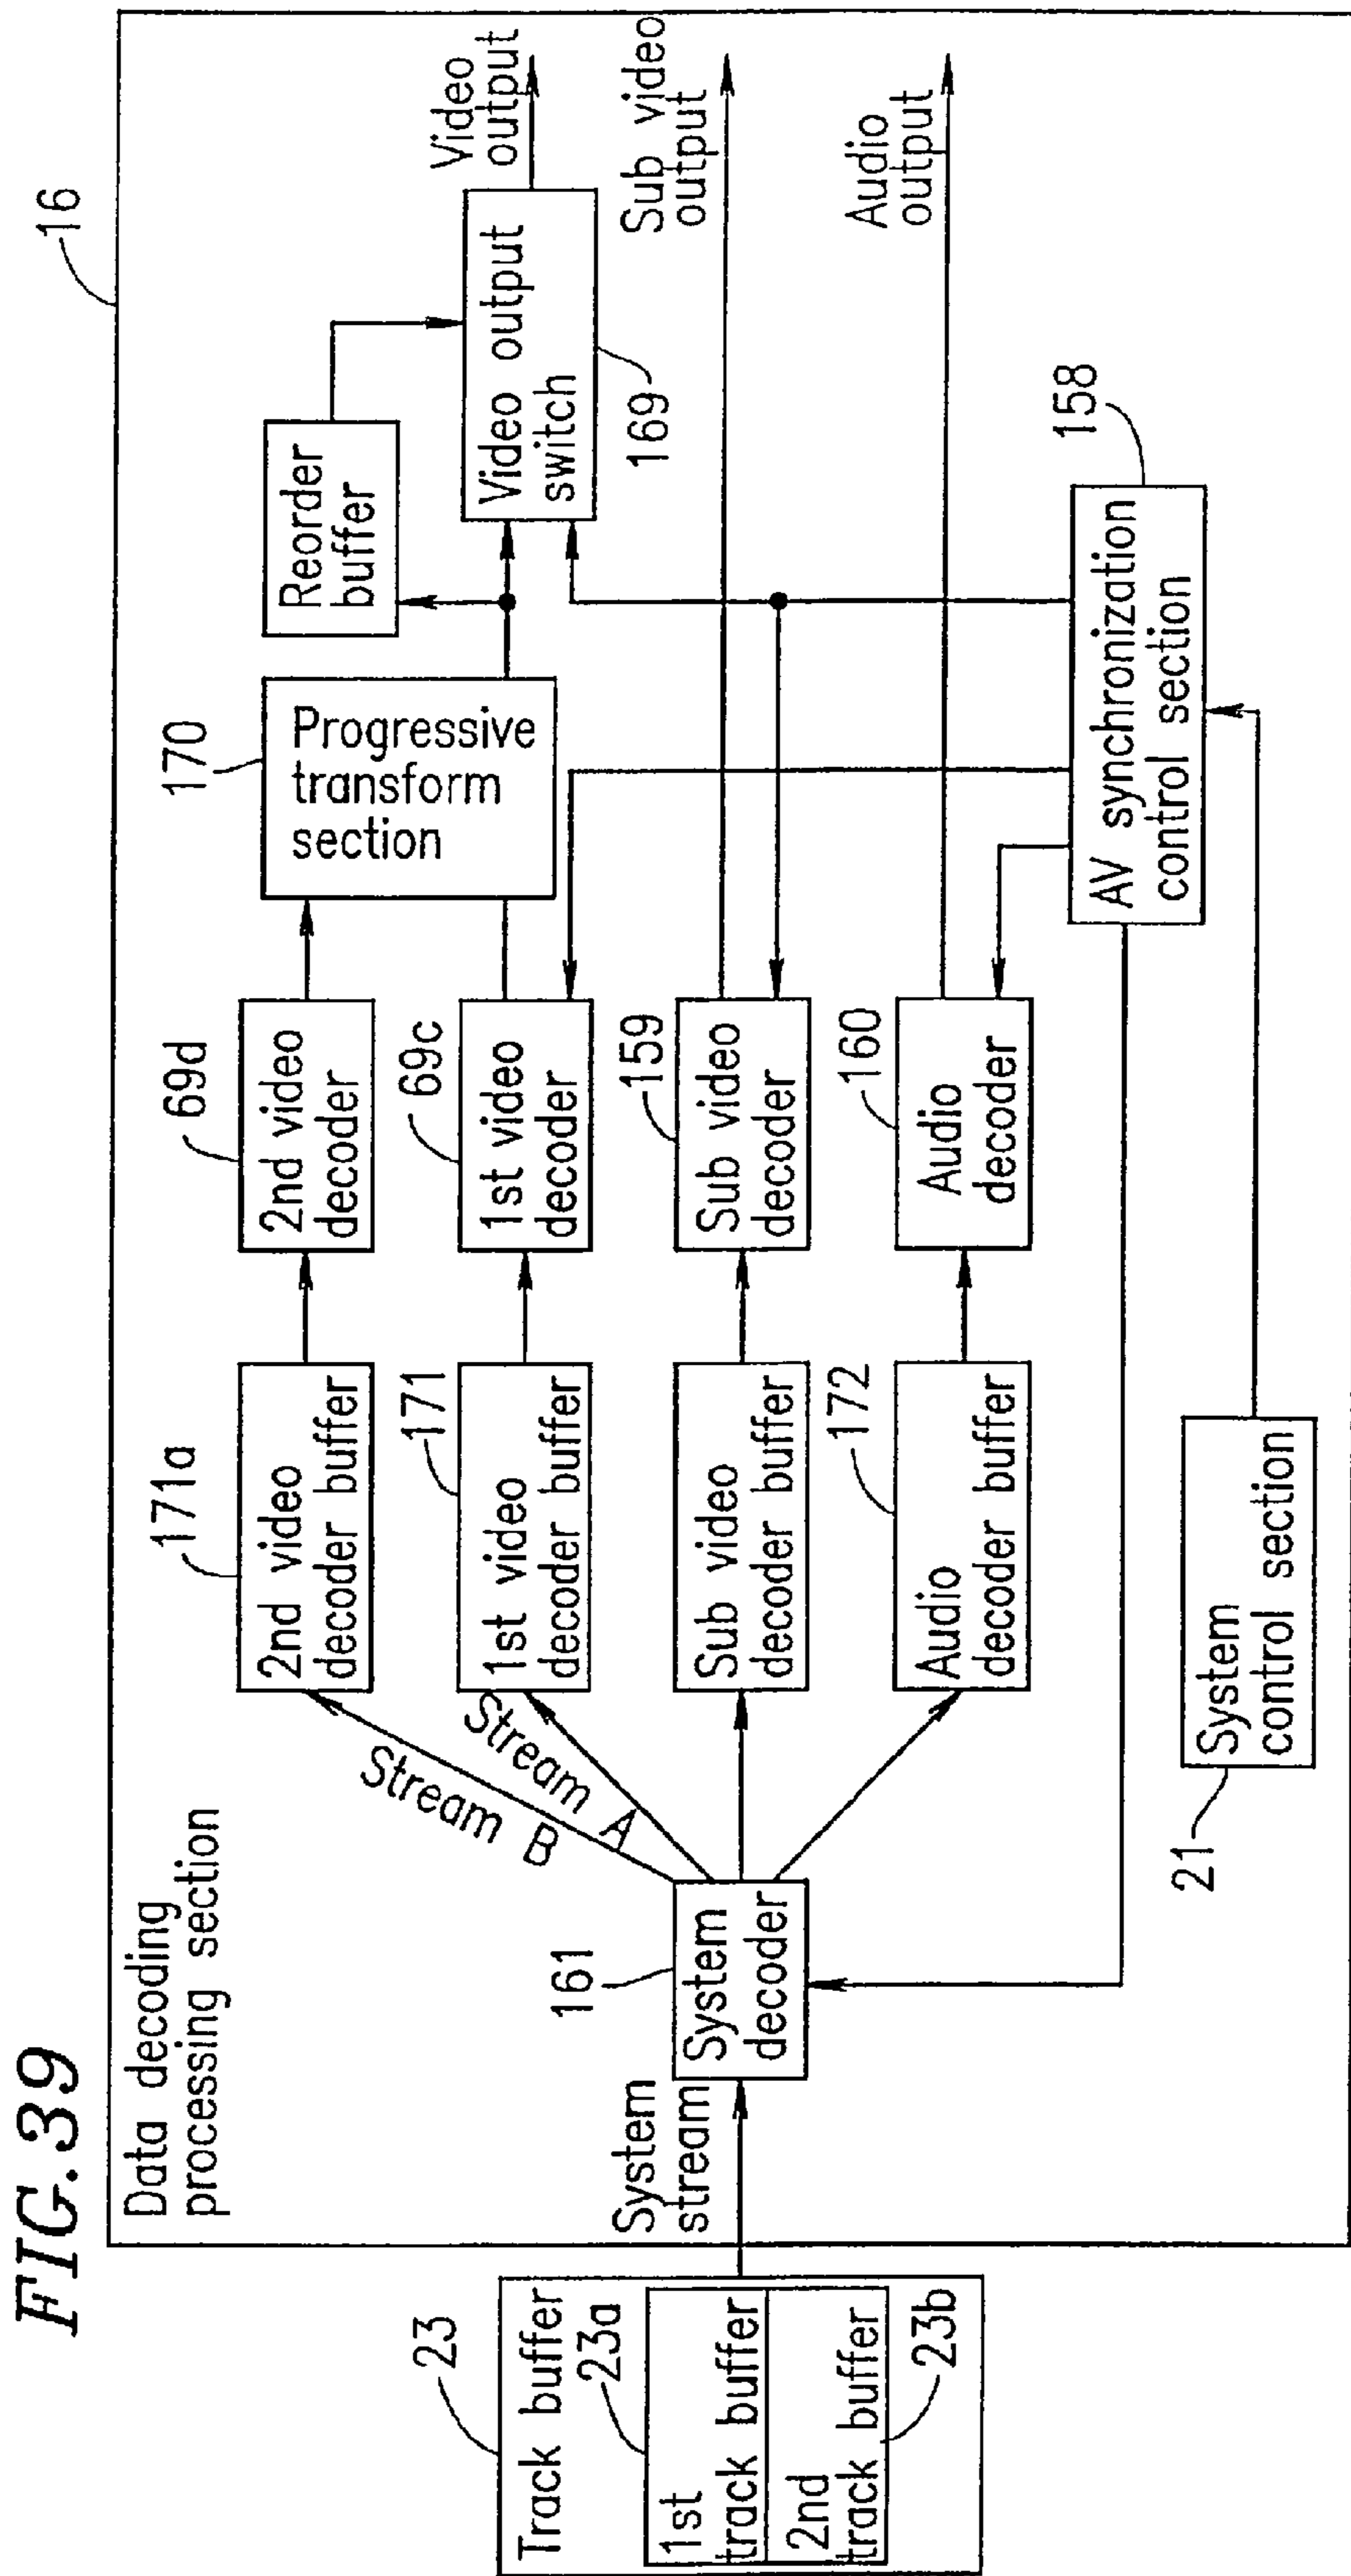 FIG.39
Data decoding
processing section
16
23
Track buffer
23a
1st
track buffer
2nd
track buffer
23b
System
stream
161
System
decoder
Stream B
Stream A
171a
2nd video
decoder buffer
171
1st video
decoder buffer
Sub video
decoder buffer
172
Audio
decoder buffer
69d
2nd video
decoder
69c
1st video
decoder
159
Sub video
decoder
160
Audio
decoder
170
Progressive
transform
section
Reorder
buffer
Video output
switch
169
Video
output
Sub video
output
Audio
output
158
AV synchronization
control section
21
System
control section